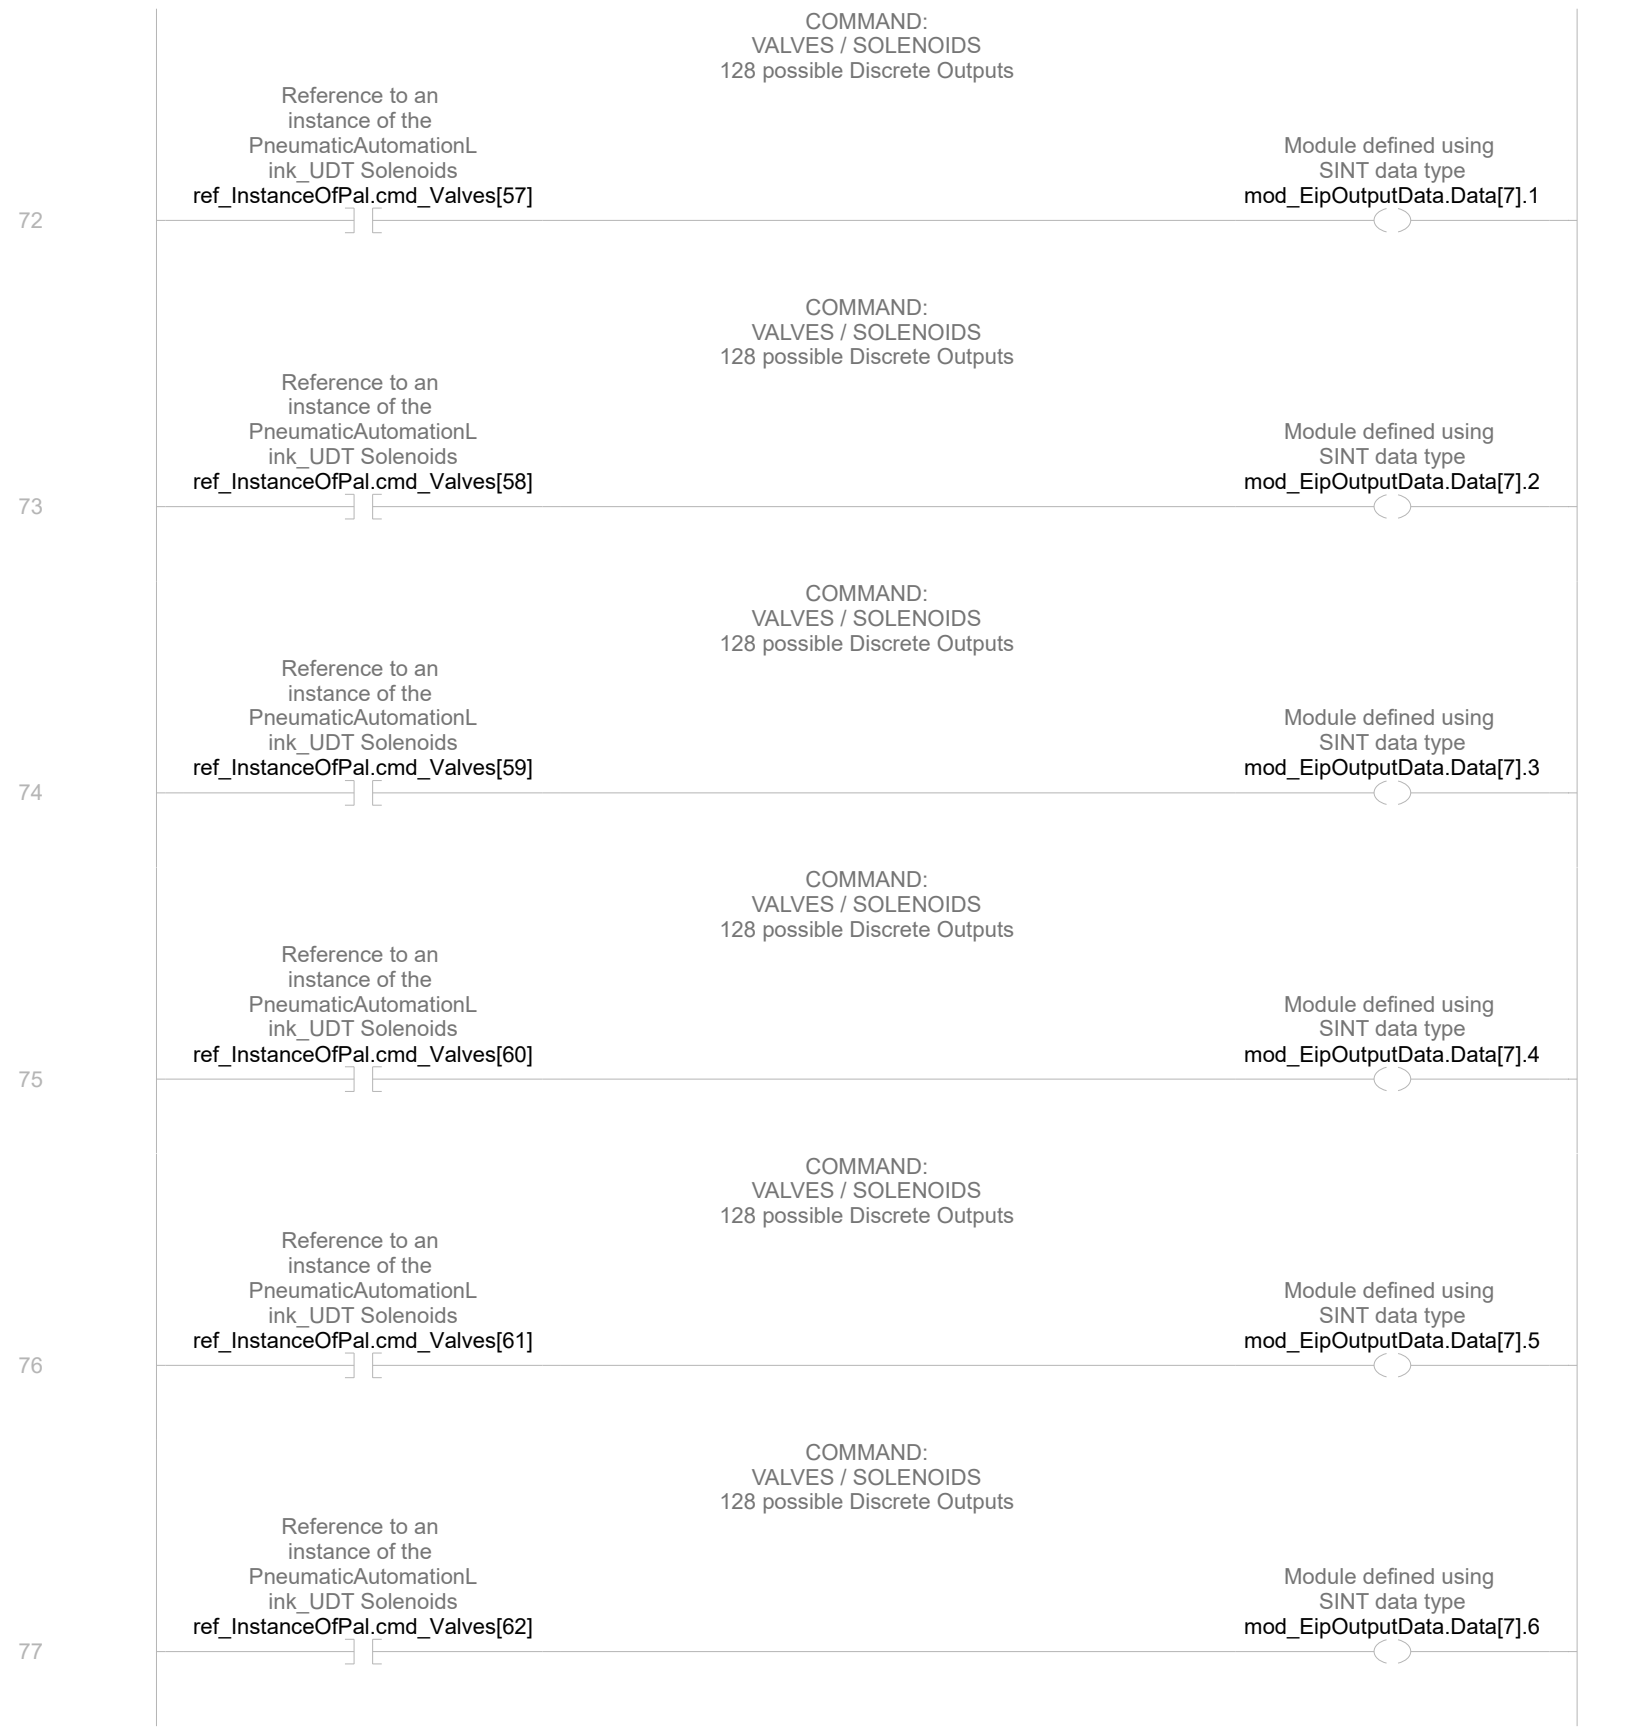 COMMAND:
VALVES / SOLENOIDS
128 possible Discrete Outputs
Reference to an
instance of the
PneumaticAutomationL
ink_UDT Solenoids
ref_InstanceOfPal.cmd_Valves[57]
Module defined using
SINT data type
mod_EipOutputData.Data[7].1
72
COMMAND:
VALVES / SOLENOIDS
128 possible Discrete Outputs
Reference to an
instance of the
PneumaticAutomationL
ink_UDT Solenoids
ref_InstanceOfPal.cmd_Valves[58]
Module defined using
SINT data type
mod_EipOutputData.Data[7].2
73
COMMAND:
VALVES / SOLENOIDS
128 possible Discrete Outputs
Reference to an
instance of the
PneumaticAutomationL
ink_UDT Solenoids
ref_InstanceOfPal.cmd_Valves[59]
Module defined using
SINT data type
mod_EipOutputData.Data[7].3
74
COMMAND:
VALVES / SOLENOIDS
128 possible Discrete Outputs
Reference to an
instance of the
PneumaticAutomationL
ink_UDT Solenoids
ref_InstanceOfPal.cmd_Valves[60]
Module defined using
SINT data type
mod_EipOutputData.Data[7].4
75
COMMAND:
VALVES / SOLENOIDS
128 possible Discrete Outputs
Reference to an
instance of the
PneumaticAutomationL
ink_UDT Solenoids
ref_InstanceOfPal.cmd_Valves[61]
Module defined using
SINT data type
mod_EipOutputData.Data[7].5
76
COMMAND:
VALVES / SOLENOIDS
128 possible Discrete Outputs
Reference to an
instance of the
PneumaticAutomationL
ink_UDT Solenoids
ref_InstanceOfPal.cmd_Valves[62]
Module defined using
SINT data type
mod_EipOutputData.Data[7].6
77